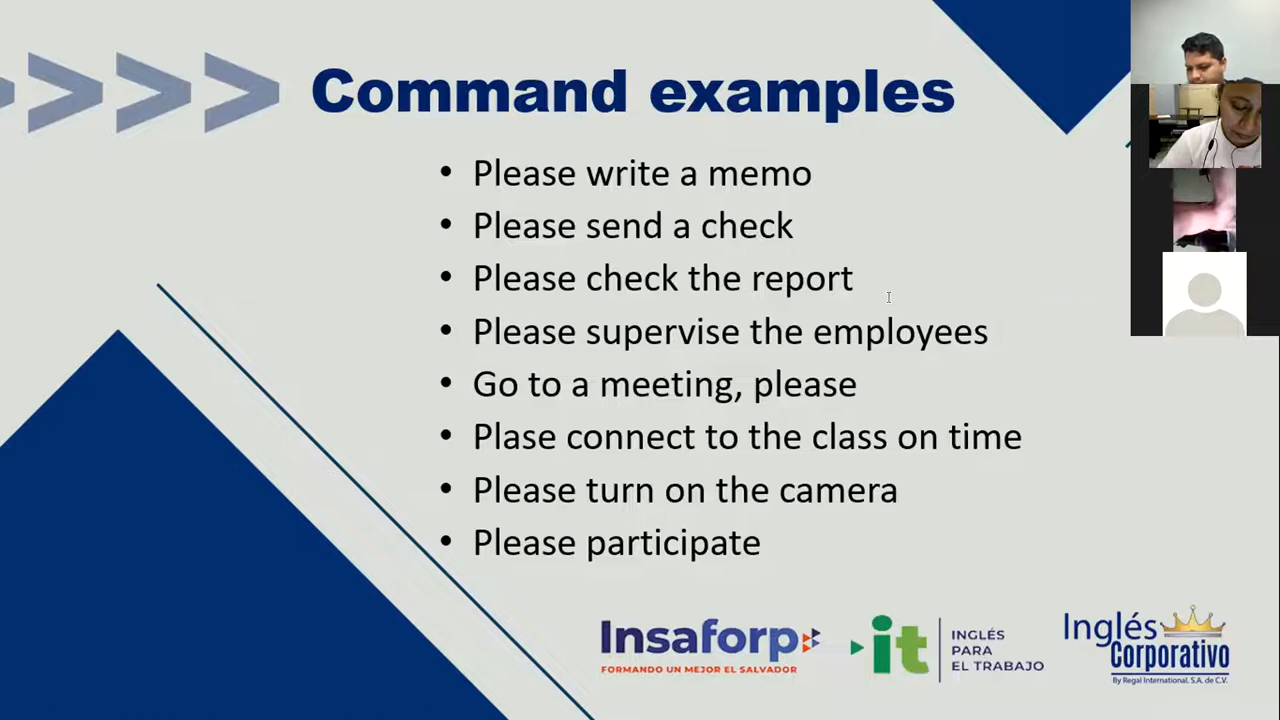 Command examples
• Please write a memo
• Please send a check
• Please check the report
• Please supervise the employees
• Go to a meeting, please
• Plase connect to the class on time
• Please turn on the camera
• Please participate
Insaforp
FORMANDO UN MEJOR EL SALVADOR
it
INGLÉS
PARA
EL TRABAJO
Inglés
Corporativo
By Regal International, S.A. de C.V.